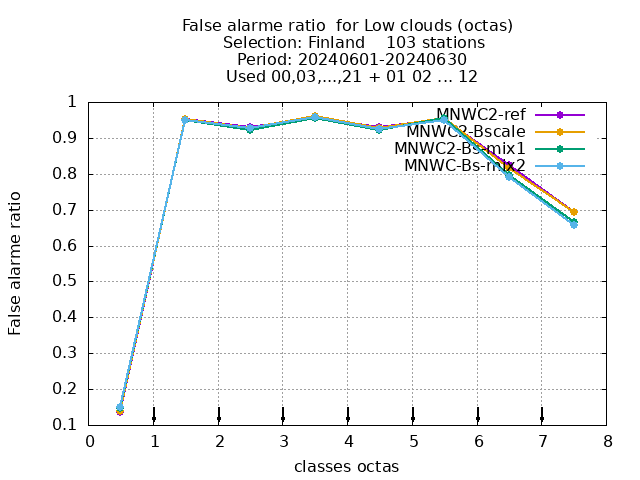 False alarme ratio  for Low clouds (octas)
Selection: Finland    103 stations
Period: 20240601-20240630
Used 00,03,...,21 + 01 02 ... 12
MNWC2-ref
MNWC2-Bscale
MNWC2-Bs-mix1
MNWC-Bs-mix2
False alarme ratio
1
0.9
0.8
0.7
0.6
0.5
0.4
0.3
0.2
0.1
0 1 2 3 4 5 6 7 8
classes octas